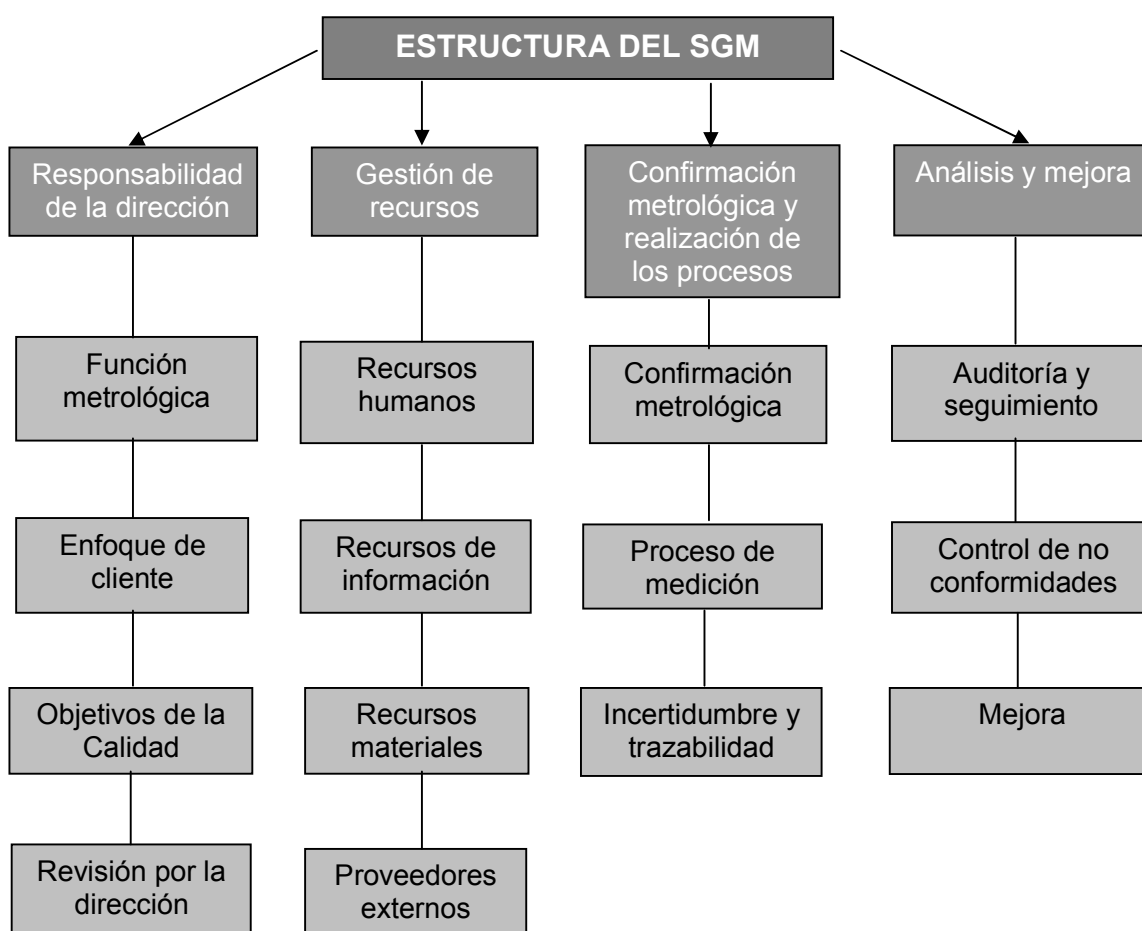 ESTRUCTURA DEL SGM
Responsabilidad
de la dirección
Gestión de
recursos
Confirmación
metrológica y
realización de
los procesos
Análisis y mejora
Función
metrológica
Recursos
humanos
Confirmación
metrológica
Auditoría y
seguimiento
Enfoque de
cliente
Recursos de
información
Proceso de
medición
Control de no
conformidades
Objetivos de la
Calidad
Recursos
materiales
Incertidumbre y
trazabilidad
Mejora
Revisión por la
dirección
Proveedores
externos